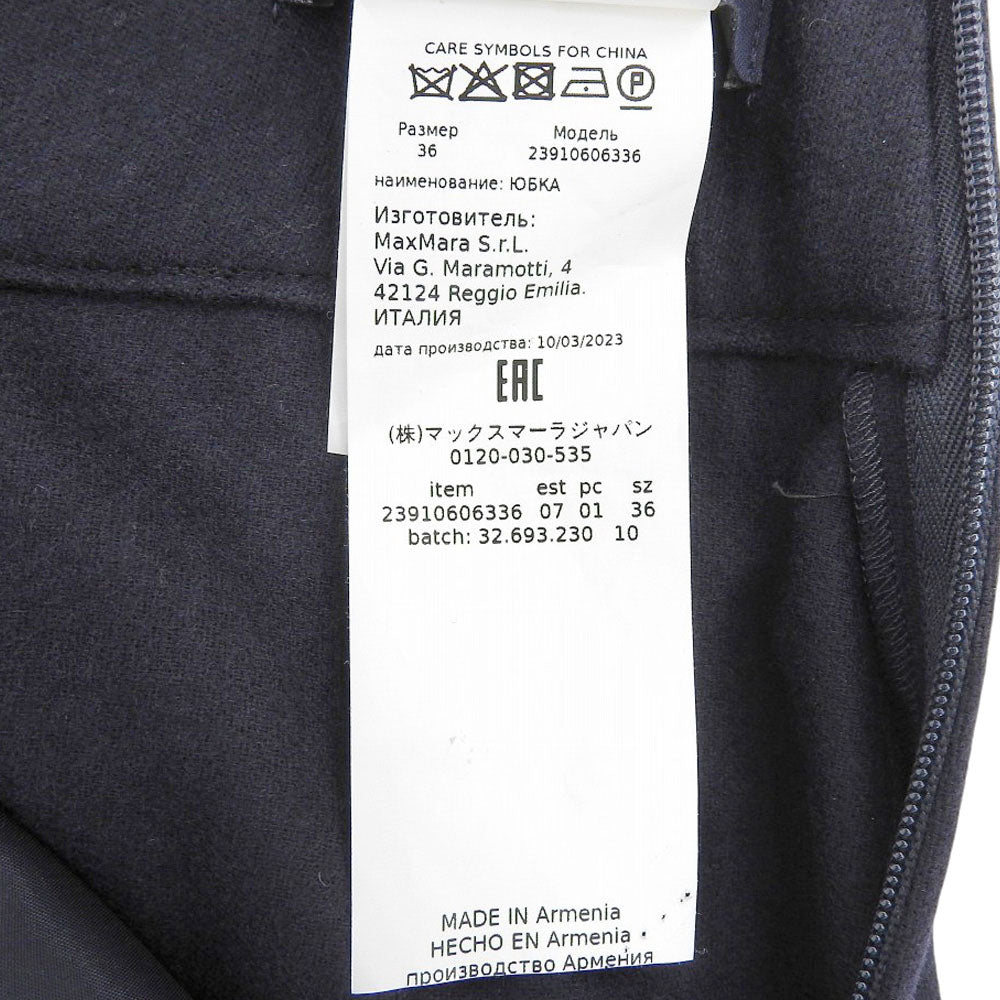 CARE SYMBOLS FOR CHINA
P
Размер Модель
36 23910606336
наименование: ЮБКА
Изготовитель:
MaxMara S.r.L.
Via G. Maramotti, 4
42124 Reggio Emilia.
ИТАЛИЯ
дата производства: 10/03/2023
EAC
(株)マックスマーラジャパン
0120-030-535
item est pc sz
23910606336 07 01 36
batch: 32.693.230 10
MADE IN Armenia
HECHO EN Armenia
производство Армения